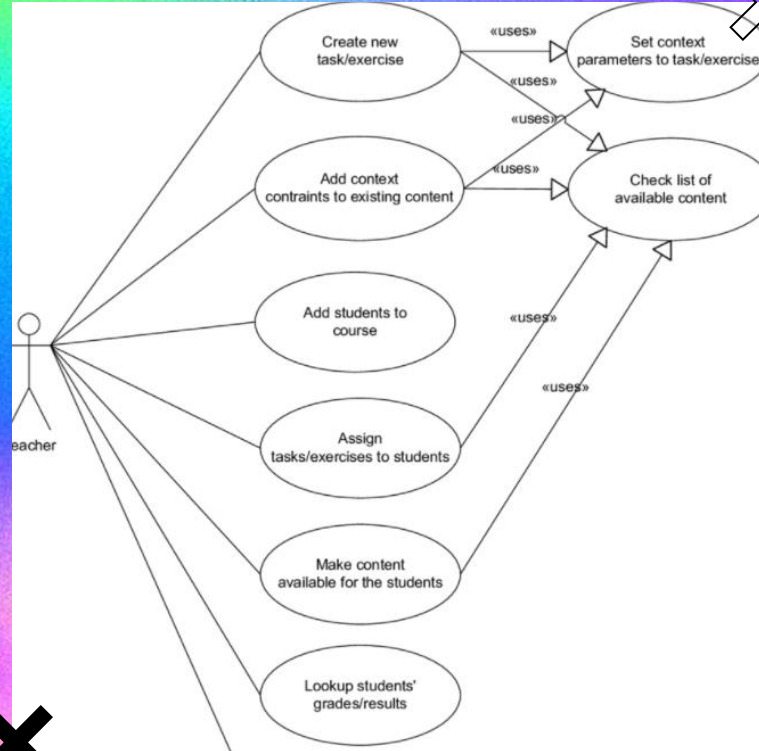 Create new
task/exercise
«uses»
Set context
parameters to task/exercise
«uses»
«uses»
Add context
contraints to existing content
«uses»
Check list of
available content
Add students to
course
«uses»
«uses»
eacher
Assign
tasks/exercises to students
Make content
available for the students
Lookup students'
grades/results